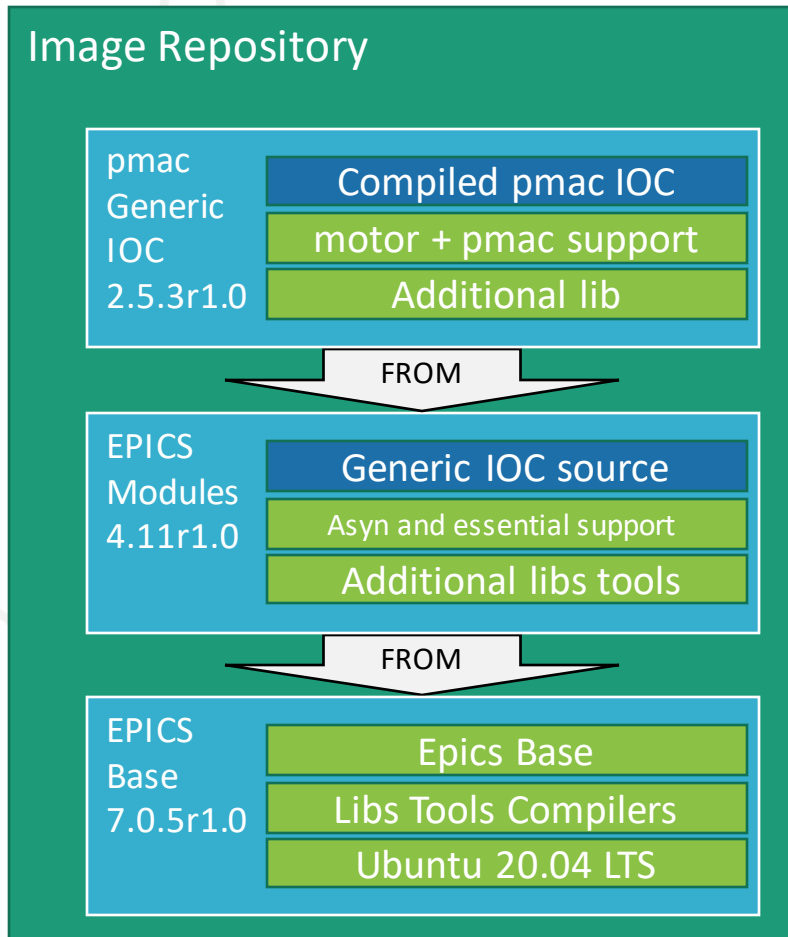 Image Repository
pmac
Generic
IOC
2.5.3r1.0
Compiled pmac IOC
motor + pmac support
Additional lib
FROM
EPICS
Modules
4.11r1.0
Generic IOC source
Asyn and essential support
Additional libs tools
FROM
EPICS
Base
7.0.5r1.0
Epics Base
Libs Tools Compilers
Ubuntu 20.04 LTS